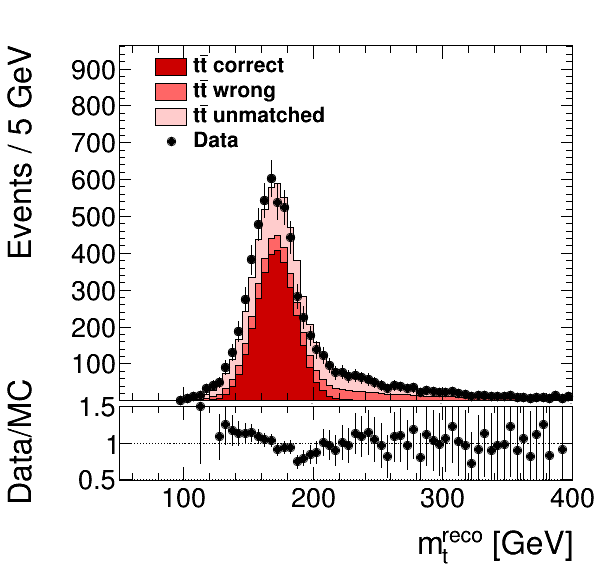 Events / 5 GeV
900
800
700
600
500
400
300
200
100
tt̄ correct
tt̄ wrong
tt̄ unmatched
Data
Data/MC
1.5
1
0.5
100 200 300 400
m_t^reco [GeV]